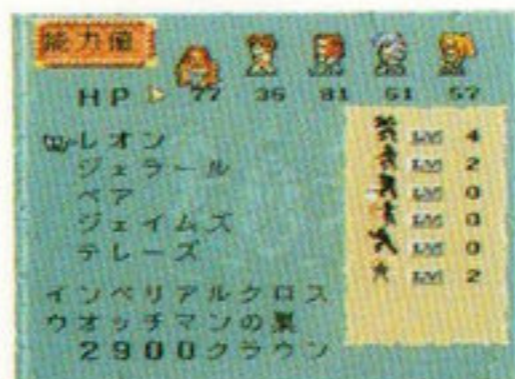 能力値
HP 77 36 81 61 57
レオン
ジェラール
ベア
ジェイムズ
テレーズ
LV 4
LV 2
LV 0
LV 0
LV 0
LV 2
インペリアルクロス
ウオッチマンの巣
2900クラウン